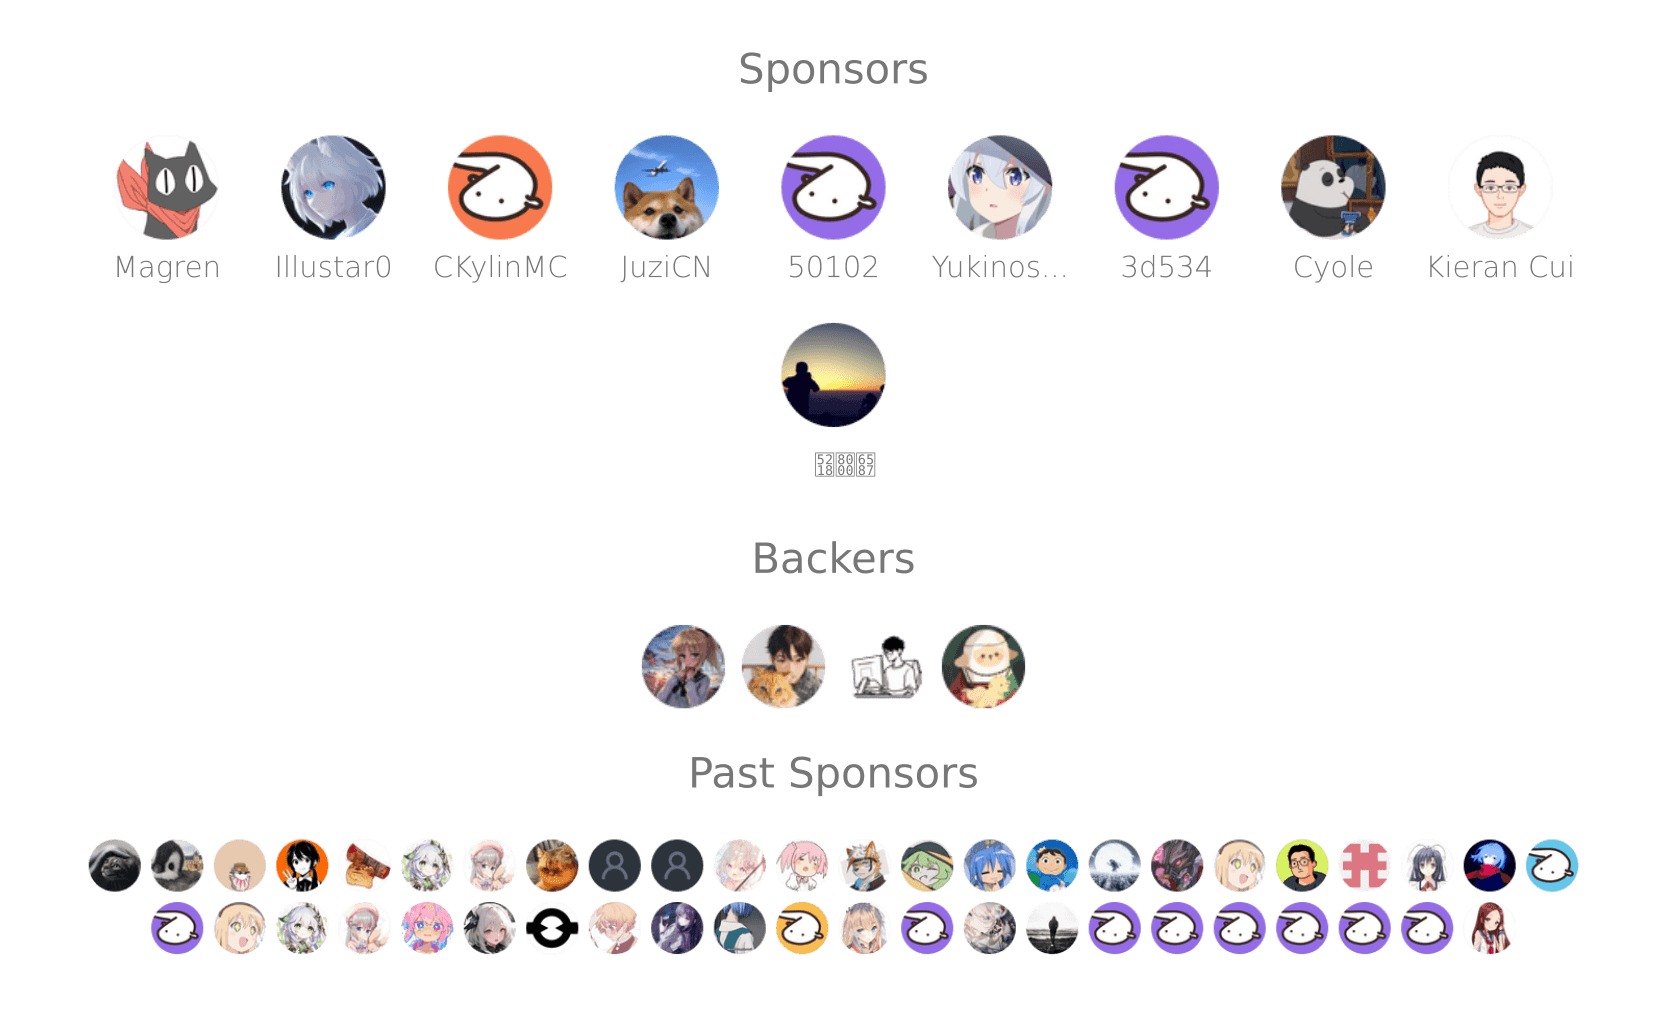 Sponsors
Magren Illustar0 CKylinMC JuziCN 50102 Yukinos... 3d534 Cyole Kieran Cui
Backers
Past Sponsors